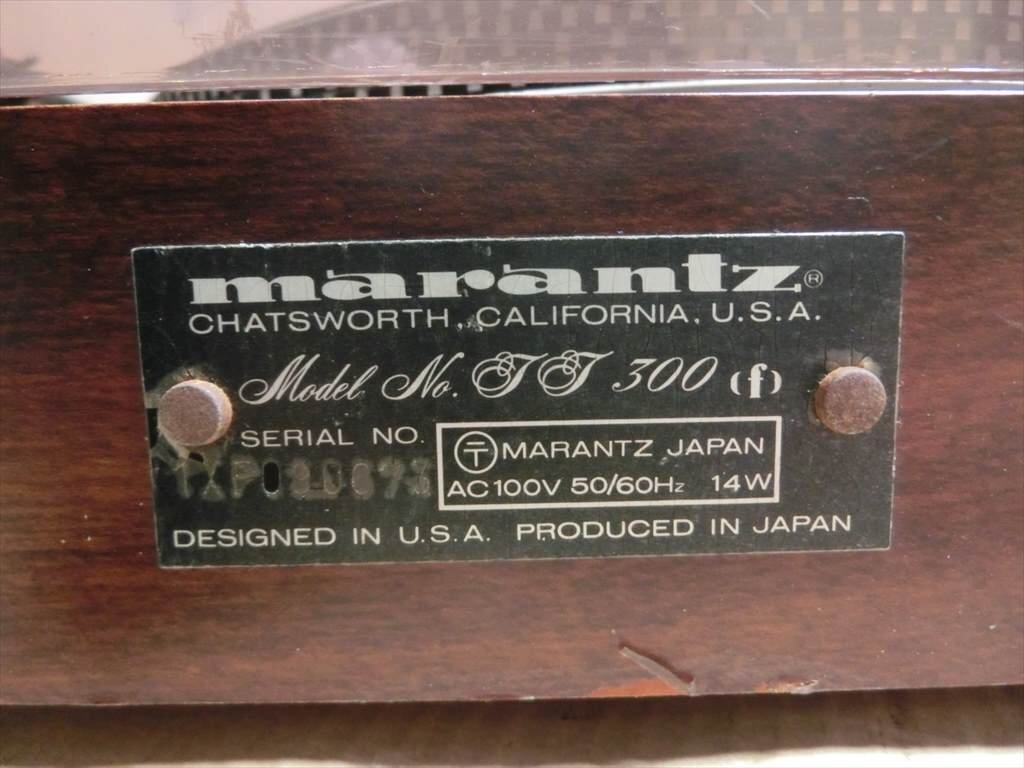 marantz®
CHATSWORTH, CALIFORNIA, U.S.A.
Model No. TT 300 (f)
SERIAL NO.
T MARANTZ JAPAN
AC100V 50/60Hz 14W
DESIGNED IN U.S.A. PRODUCED IN JAPAN